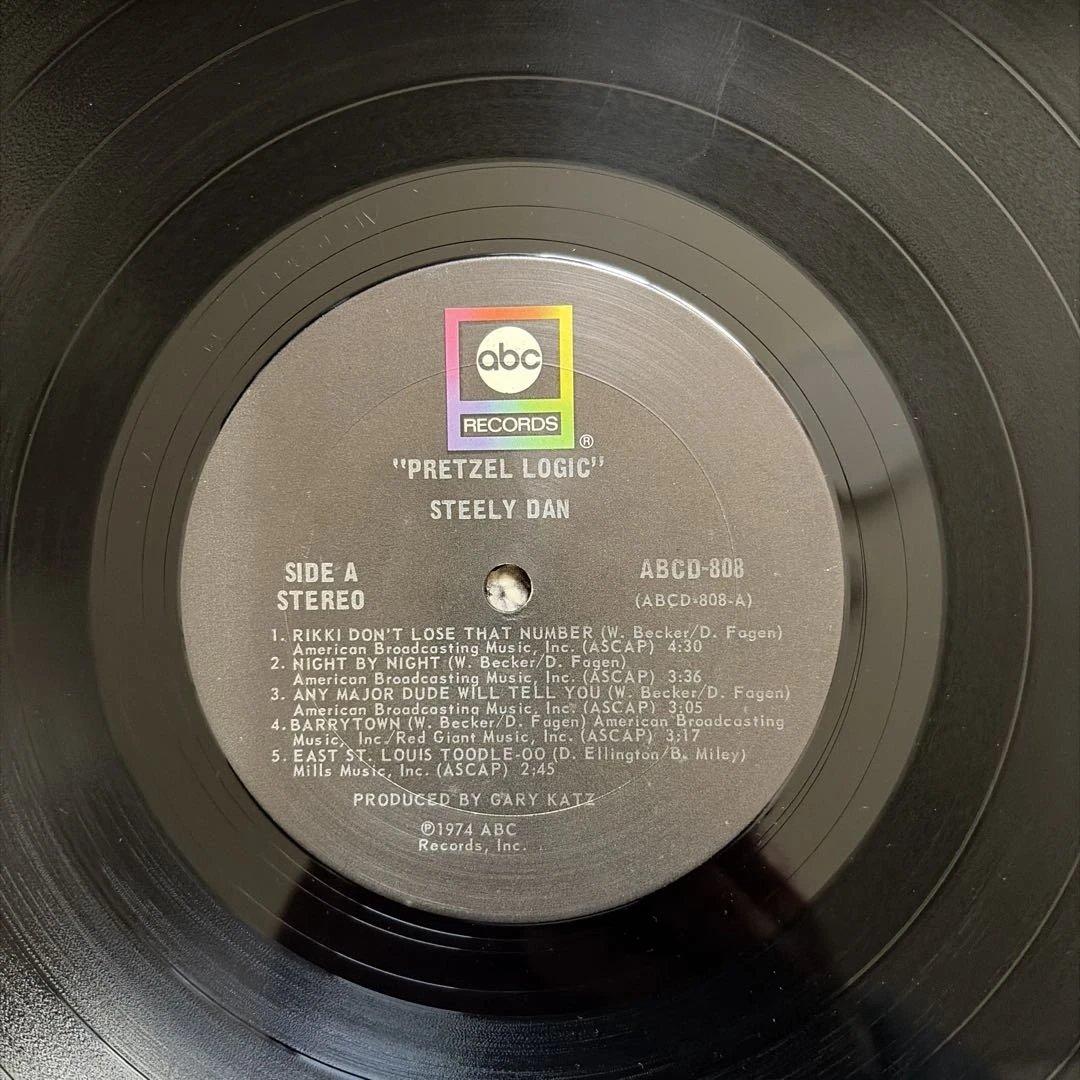 abc
RECORDS
®
"PRETZEL LOGIC"
STEELY DAN
SIDE A
STEREO
ABCD-808
(ABCD-808-A)
1. RIKKI DON'T LOSE THAT NUMBER (W. Becker/D. Fagen)
American Broadcasting Music, Inc. (ASCAP) 4:30
2. NIGHT BY NIGHT (W. Becker/D. Fagen)
American Broadcasting Music, Inc. (ASCAP) 3:36
3. ANY MAJOR DUDE WILL TELL YOU (W. Becker/D. Fagen)
American Broadcasting Music, Inc. (ASCAP) 3:05
4. BARRYTOWN (W. Becker/D. Fagen) American Broadcasting
Music, Inc./Red Giant Music, Inc. (ASCAP) 3:17
5. EAST ST. LOUIS TOODLE-OO (D. Ellington/B. Miley)
Mills Music, Inc. (ASCAP) 2:45
PRODUCED BY GARY KATZ
℗1974 ABC
Records, Inc.